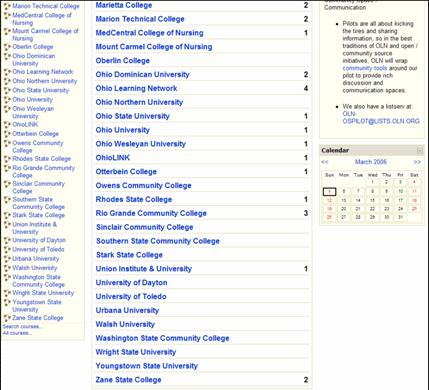 Marion Technical College
MedCentral College of
Nursing
Mount Carmel College of
Nursing
Oberlin College
Ohio Dominican
University
Ohio Learning Network
Ohio Northern University
Ohio State University
Ohio University
Ohio Wesleyan
University
OhioLINK
Otterbein College
Owens Community
College
Rhodes State College
Rio Grande Community
College
Sinclair Community
College
Southern State
Community College
Stark State College
Union Institute &
University
University of Dayton
University of Toledo
Urbana University
Walsh University
Washington State
Community College
Wright State University
Youngstown State
University
Zane State College
Search courses...
All courses...
Marietta College 2
Marion Technical College 2
MedCentral College of Nursing 1
Mount Carmel College of Nursing
Oberlin College
Ohio Dominican University 2
Ohio Learning Network 4
Ohio Northern University
Ohio State University 1
Ohio University 1
Ohio Wesleyan University 1
OhioLINK 1
Otterbein College 1
Owens Community College
Rhodes State College 1
Rio Grande Community College 3
Sinclair Community College
Southern State Community College
Stark State College
Union Institute & University 1
University of Dayton
University of Toledo
Urbana University
Walsh University
Washington State Community College
Wright State University
Youngstown State University
Zane State College 2
Communication
Pilots are all about kicking
the tires and sharing
information, so in the best
traditions of OLN and open /
community source
initiatives, OLN will wrap
community tools around our
pilot to provide rich
discussion and
communication spaces.
We also have a listserv at:
OLN-
OSPILOT@LISTS.OLN.ORG
Calendar
<< March 2006 >>
Sun Mon Tue Wed Thu Fri Sat
1 2 3 4
5 6 7 8 9 10 11
12 13 14 15 16 17 18
19 20 21 22 23 24 25
26 27 28 29 30 31